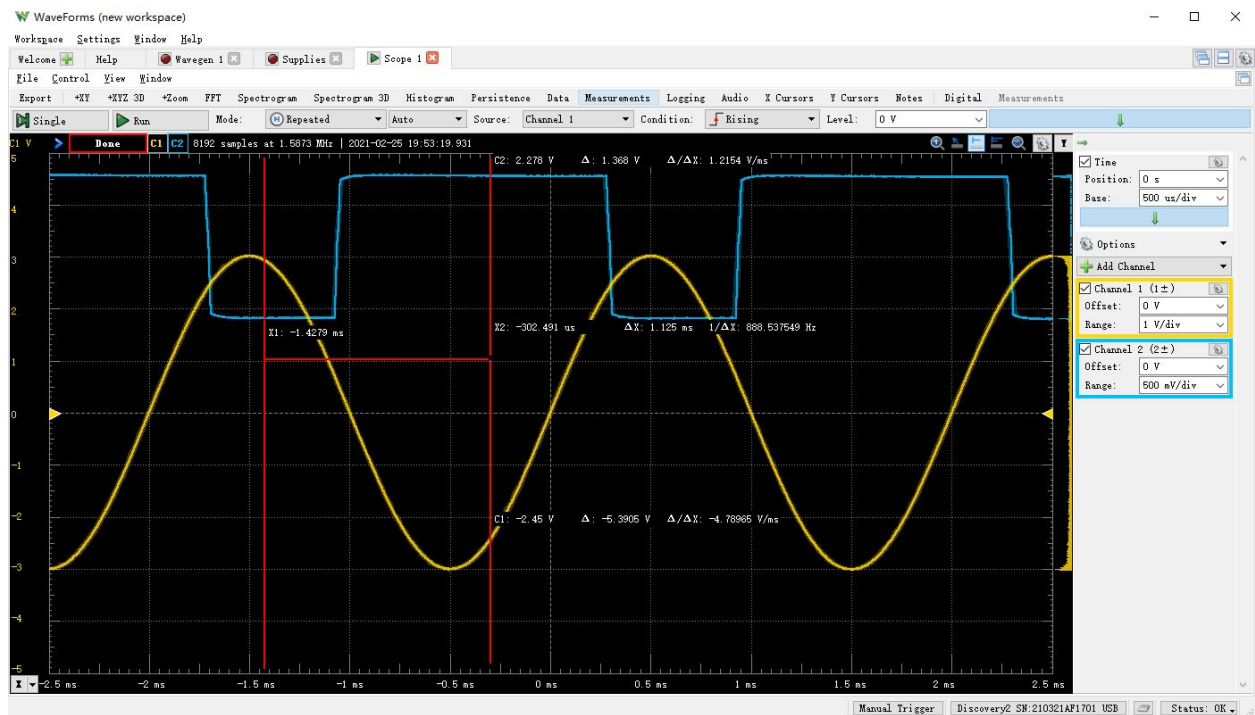 WaveForms (new workspace)
Workspace Settings Window Help
Welcome Help Wavegen 1 Supplies Scope 1
File Control View Window
Export +XY +XYZ 3D +Zoom FFT Spectrogram Spectrogram 3D Histogram Persistence Data Measurements Logging Audio X Cursors Y Cursors Notes Digital Measurements
Single Run Mode: Repeated Auto Source: Channel 1 Condition: Rising Level: 0 V
C1 V Done C1 C2 8192 samples at 1.5873 MHz | 2021-02-25 19:53:19.931 Y
C2: 2.278 V Δ: 1.368 V Δ/ΔX: 1.2154 V/ms
X1: -1.4279 ms
X2: -302.491 us ΔX: 1.125 ms 1/ΔX: 888.537549 Hz
C1: -2.45 V Δ: -5.3905 V Δ/ΔX: -4.78965 V/ms
5
4
3
2
1
0
-1
-2
-3
-4
-5
X -2.5 ms -2 ms -1.5 ms -1 ms -0.5 ms 0 ms 0.5 ms 1 ms 1.5 ms 2 ms 2.5 ms
Time
Position: 0 s
Base: 500 us/div
Options
Add Channel
Channel 1 (1±)
Offset: 0 V
Range: 1 V/div
Channel 2 (2±)
Offset: 0 V
Range: 500 mV/div
Manual Trigger Discovery2 SN:210321AF1701 USB Status: OK